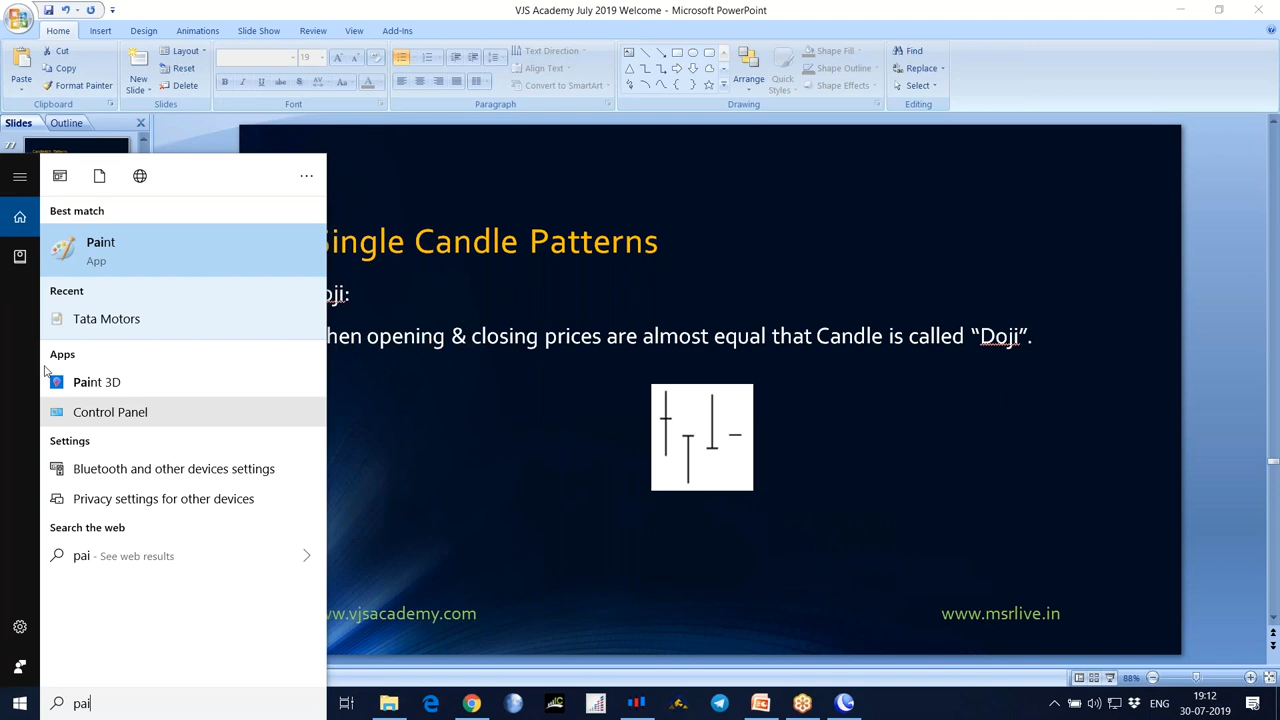 VJS Academy July 2019 Welcome - Microsoft PowerPoint
Home Insert Design Animations Slide Show Review View Add-Ins
Paste
Cut
Copy
Format Painter
Clipboard
New Slide
Layout
Reset
Delete
Slides
19
B I U abc S AV Aa A
Font
Text Direction
Align Text
Convert to SmartArt
Paragraph
Arrange
Quick Styles
Shape Fill
Shape Outline
Shape Effects
Drawing
Find
Replace
Select
Editing
Slides Outline
Best match
Paint
App
Recent
Tata Motors
Apps
Paint 3D
Control Panel
Settings
Bluetooth and other devices settings
Privacy settings for other devices
Search the web
pai - See web results
pai
ingle Candle Patterns
oji:
hen opening & closing prices are almost equal that Candle is called “Doji”.
w.vjsacademy.com
www.msrlive.in
88%
ENG
19:12
30-07-2019